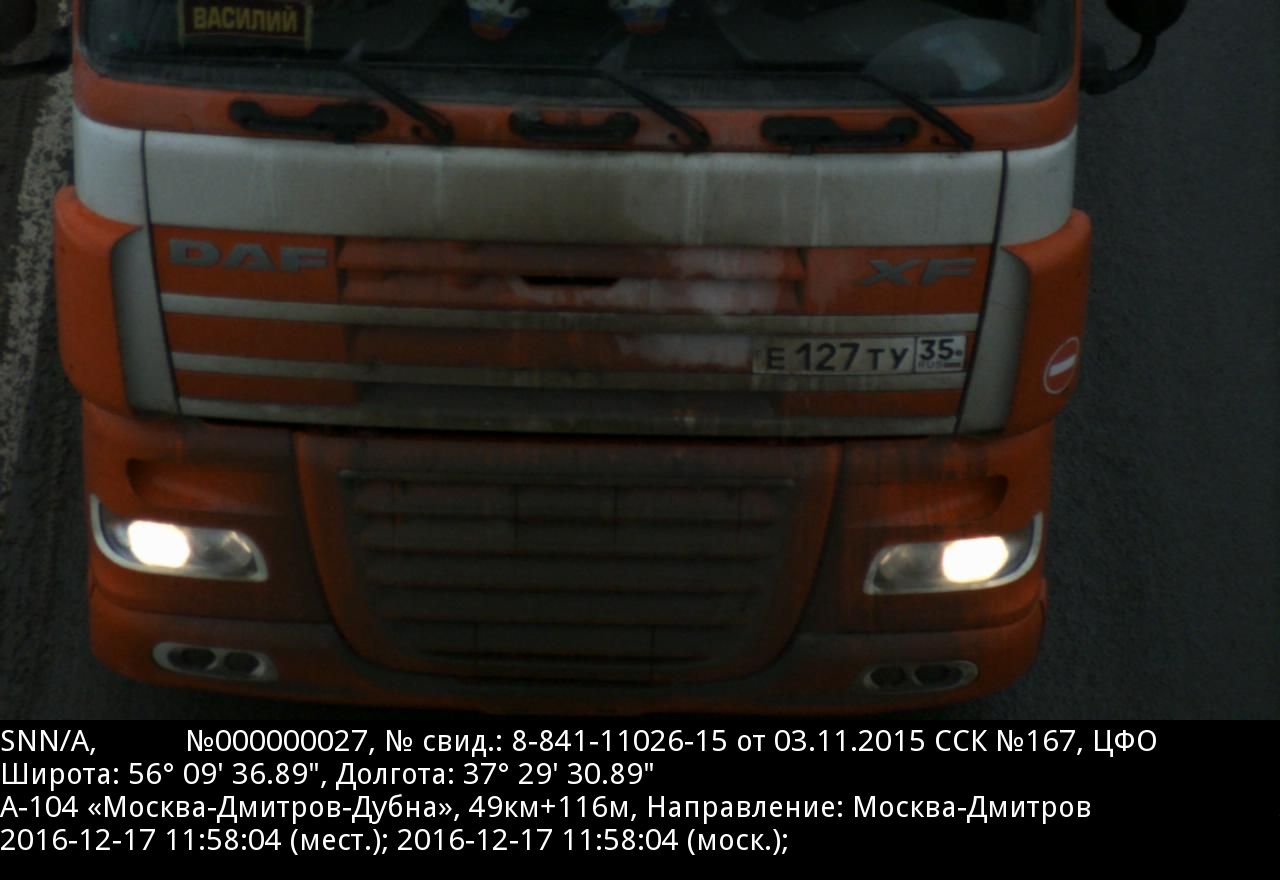 ВАСИЛИЙ
DAF XF
Е 127 ТУ 35
RUS
SNN/A, №000000027, № свид.: 8-841-11026-15 от 03.11.2015 ССК №167, ЦФО
Широта: 56° 09' 36.89", Долгота: 37° 29' 30.89"
А-104 «Москва-Дмитров-Дубна», 49км+116м, Направление: Москва-Дмитров
2016-12-17 11:58:04 (мест.); 2016-12-17 11:58:04 (моск.);